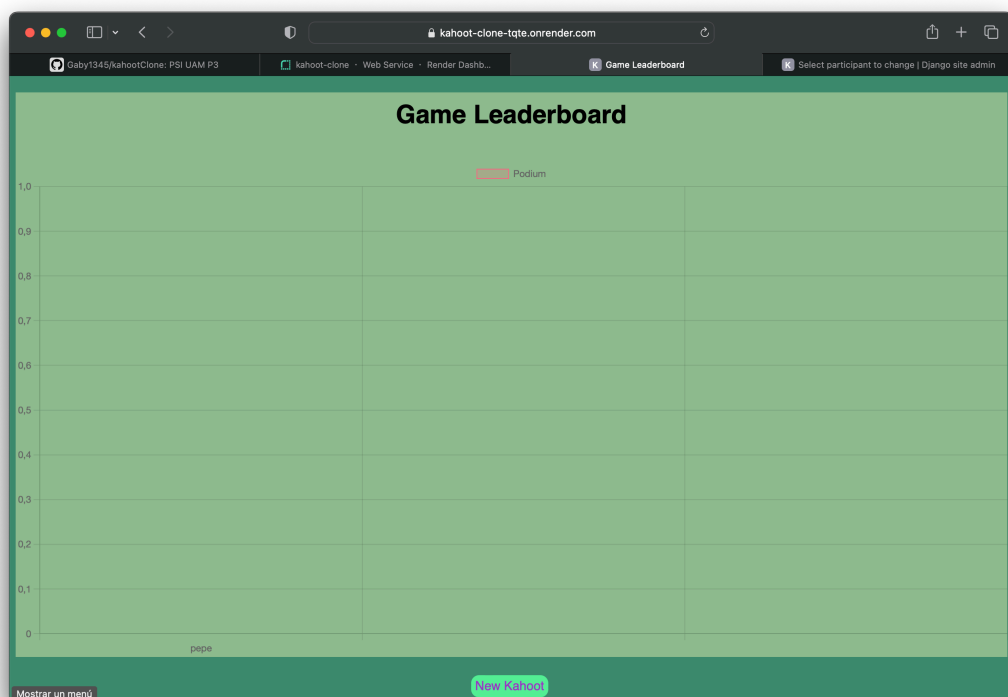 kahoot-clone-tqte.onrender.com
Gaby1345/kahootClone: PSI UAM P3
kahoot-clone · Web Service · Render Dashb...
K Game Leaderboard
K Select participant to change | Django site admin
Game Leaderboard
Podium
1,0
0,9
0,8
0,7
0,6
0,5
0,4
0,3
0,2
0,1
0
pepe
New Kahoot
Mostrar un menú